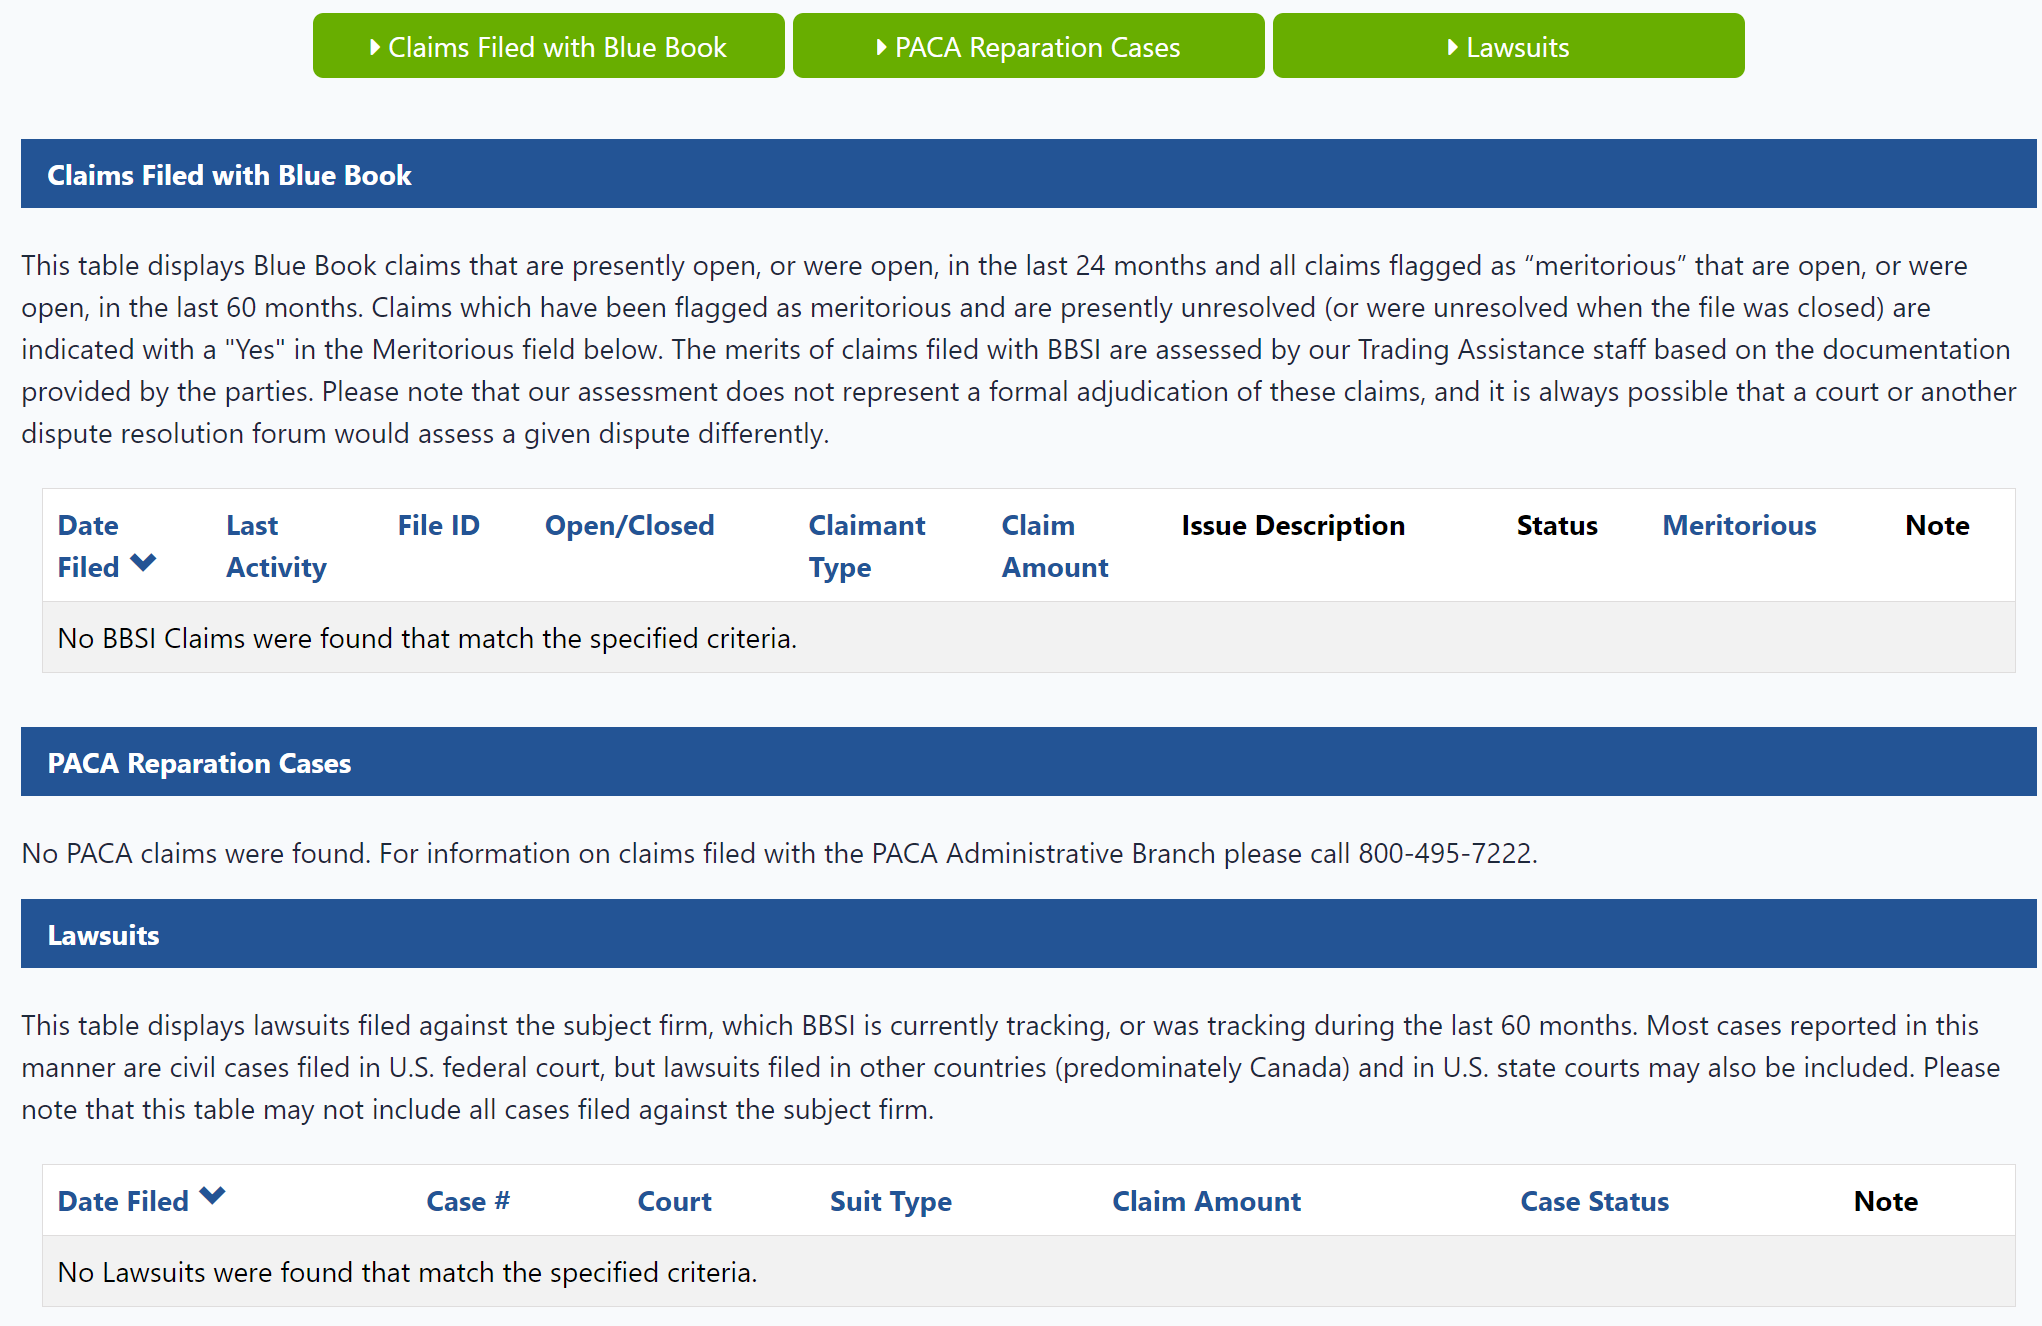 Claims Filed with Blue Book
PACA Reparation Cases
Lawsuits
Claims Filed with Blue Book
This table displays Blue Book claims that are presently open, or were open, in the last 24 months and all claims flagged as “meritorious” that are open, or were
open, in the last 60 months. Claims which have been flagged as meritorious and are presently unresolved (or were unresolved when the file was closed) are
indicated with a "Yes" in the Meritorious field below. The merits of claims filed with BBSI are assessed by our Trading Assistance staff based on the documentation
provided by the parties. Please note that our assessment does not represent a formal adjudication of these claims, and it is always possible that a court or another
dispute resolution forum would assess a given dispute differently.
Date Filed
Last Activity
File ID
Open/Closed
Claimant Type
Claim Amount
Issue Description
Status
Meritorious
Note
No BBSI Claims were found that match the specified criteria.
PACA Reparation Cases
No PACA claims were found. For information on claims filed with the PACA Administrative Branch please call 800-495-7222.
Lawsuits
This table displays lawsuits filed against the subject firm, which BBSI is currently tracking, or was tracking during the last 60 months. Most cases reported in this
manner are civil cases filed in U.S. federal court, but lawsuits filed in other countries (predominately Canada) and in U.S. state courts may also be included. Please
note that this table may not include all cases filed against the subject firm.
Date Filed
Case #
Court
Suit Type
Claim Amount
Case Status
Note
No Lawsuits were found that match the specified criteria.